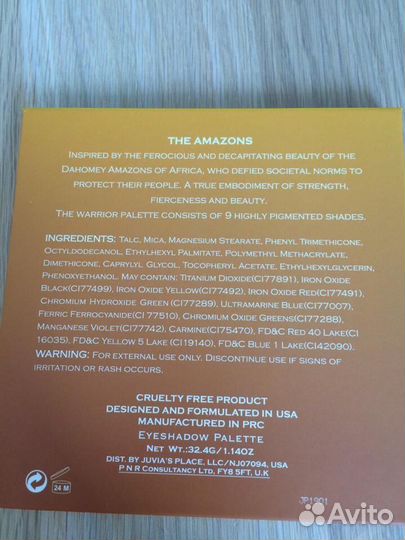 THE AMAZONS
INSPIRED BY THE FEROCIOUS AND DECAPITATING BEAUTY OF THE
DAHOMEY AMAZONS OF AFRICA, WHO DEFIED SOCIETAL NORMS TO
PROTECT THEIR PEOPLE. A TRUE EMBODIMENT OF STRENGTH,
FIERCENESS AND BEAUTY.
THE WARRIOR PALETTE CONSISTS OF 9 HIGHLY PIGMENTED SHADES.
INGREDIENTS: TALC, MICA, MAGNESIUM STEARATE, PHENYL TRIMETHICONE,
OCTYLDODECANOL, ETHYLHEXYL, PALMITATE, POLYMETHYL METHACRYLATE,
DIMETHICONE, CAPRYLYL GLYCOL, TOCOPHERYL ACETATE, ETHYLHEXYLGLYCERIN,
PHENOXYETHANOL. MAY CONTAIN: TITANIUM DIOXIDE(CI77891), IRON OXIDE
BLACK(CI77499), IRON OXIDE YELLOW(CI77492), IRON OXIDE RED(CI77491),
CHROMIUM HYDROXIDE GREEN (CI77289), ULTRAMARINE BLUE(CI77007),
FERRIC FERROCYANIDE(CI 77510), CHROMIUM OXIDE GREENS(CI77288),
MANGANESE VIOLET(CI77742), CARMINE(CI75470), FD&C RED 40 LAKE(CI
16035), FD&C YELLOW 5 LAKE (CI19140), FD&C BLUE 1 LAKE(CI42090).
WARNING: FOR EXTERNAL USE ONLY. DISCONTINUE USE IF SIGNS OF
IRRITATION OR RASH OCCURS.
CRUELTY FREE PRODUCT
DESIGNED AND FORMULATED IN USA
MANUFACTURED IN PRC
EYESHADOW PALETTE
NET WT.:32.4G/1.14OZ
DIST. BY JUVIA'S PLACE, LLC/NJ07094, USA
P N R CONSULTANCY LTD, FY8 5FT, U.K
24 M
JP1901
Avito